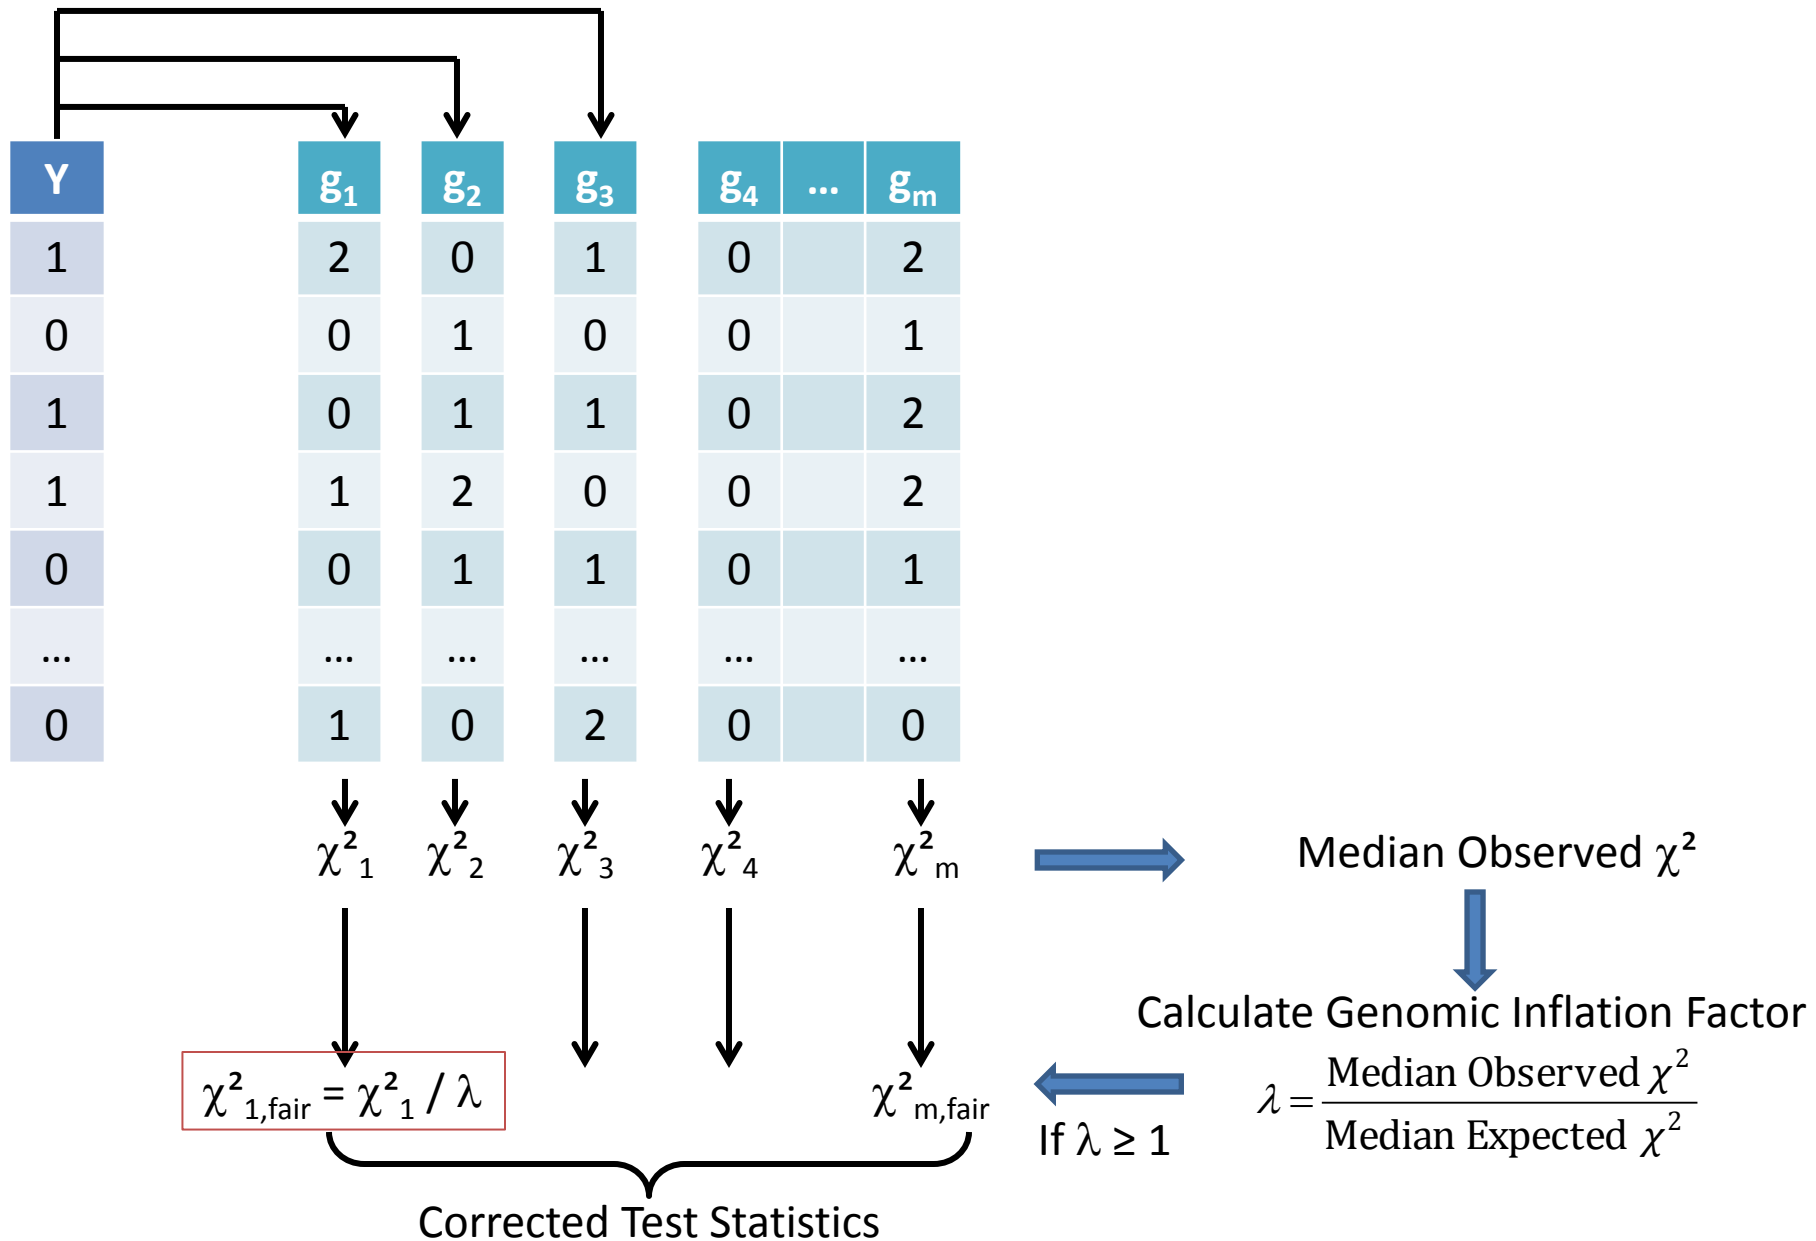 Y g₁ g₂ g₃ g₄ ... gₘ
1 2 0 1 0 2
0 0 1 0 0 1
1 0 1 1 0 2
1 1 2 0 0 2
0 0 1 1 0 1
... ... ... ... ... ...
0 1 0 2 0 0
χ²₁ χ²₂ χ²₃ χ²₄ χ²ₘ
Median Observed χ²
Calculate Genomic Inflation Factor
λ = Median Observed χ² / Median Expected χ²
If λ ≥ 1
χ²₁,fair = χ²₁ / λ
χ²ₘ,fair
Corrected Test Statistics